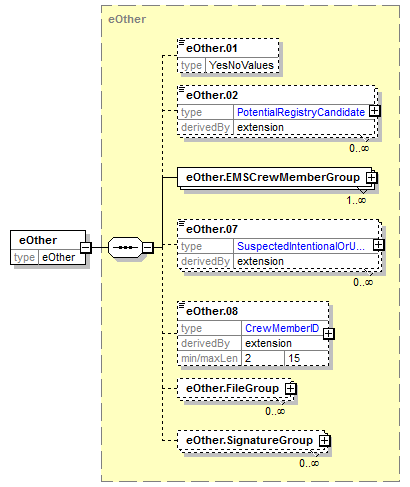 eOther
eOther.01
type YesNoValues
eOther.02
type PotentialRegistryCandidate
derivedBy extension
0..∞
eOther.EMSCrewMemberGroup
1..∞
eOther
type eOther
eOther.07
type SuspectedIntentionalOrU...
derivedBy extension
0..∞
eOther.08
type CrewMemberID
derivedBy extension
min/maxLen 2 15
eOther.FileGroup
0..∞
eOther.SignatureGroup
0..∞